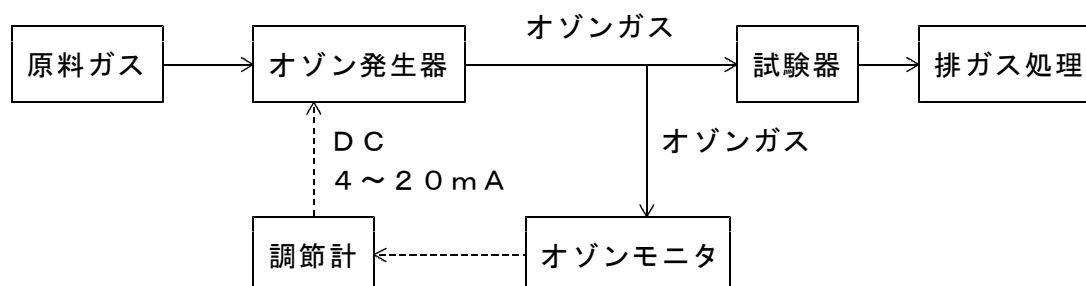 オゾンガス
原料ガス
オゾン発生器
試験器
排ガス処理
ＤＣ
４～２０ｍＡ
オゾンガス
調節計
オゾンモニタ